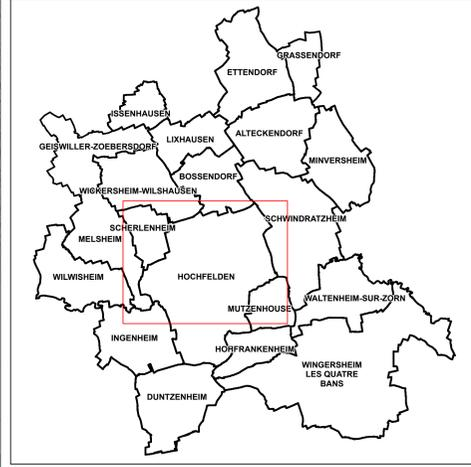 GRASSENDORF
ETTENDORF
ISSENHAUSEN
LIXHAUSEN
ALTECKENDORF
GEISWILLER-ZOEBERSDORF
MINVERSHEIM
BOSSENDORF
WICKERSHEIM-WILSHAUSEN
SCHWINDRATZHEIM
SCHERLENHEIM
MELSHEIM
WILWISHEIM
HOCHFELDEN
WALTENHEIM-SUR-ZORN
MUTZENHOUSE
INGENHEIM
HOHFRANKENHEIM
WINGERSHEIM
LES QUATRE
BANS
DUNTZENHEIM